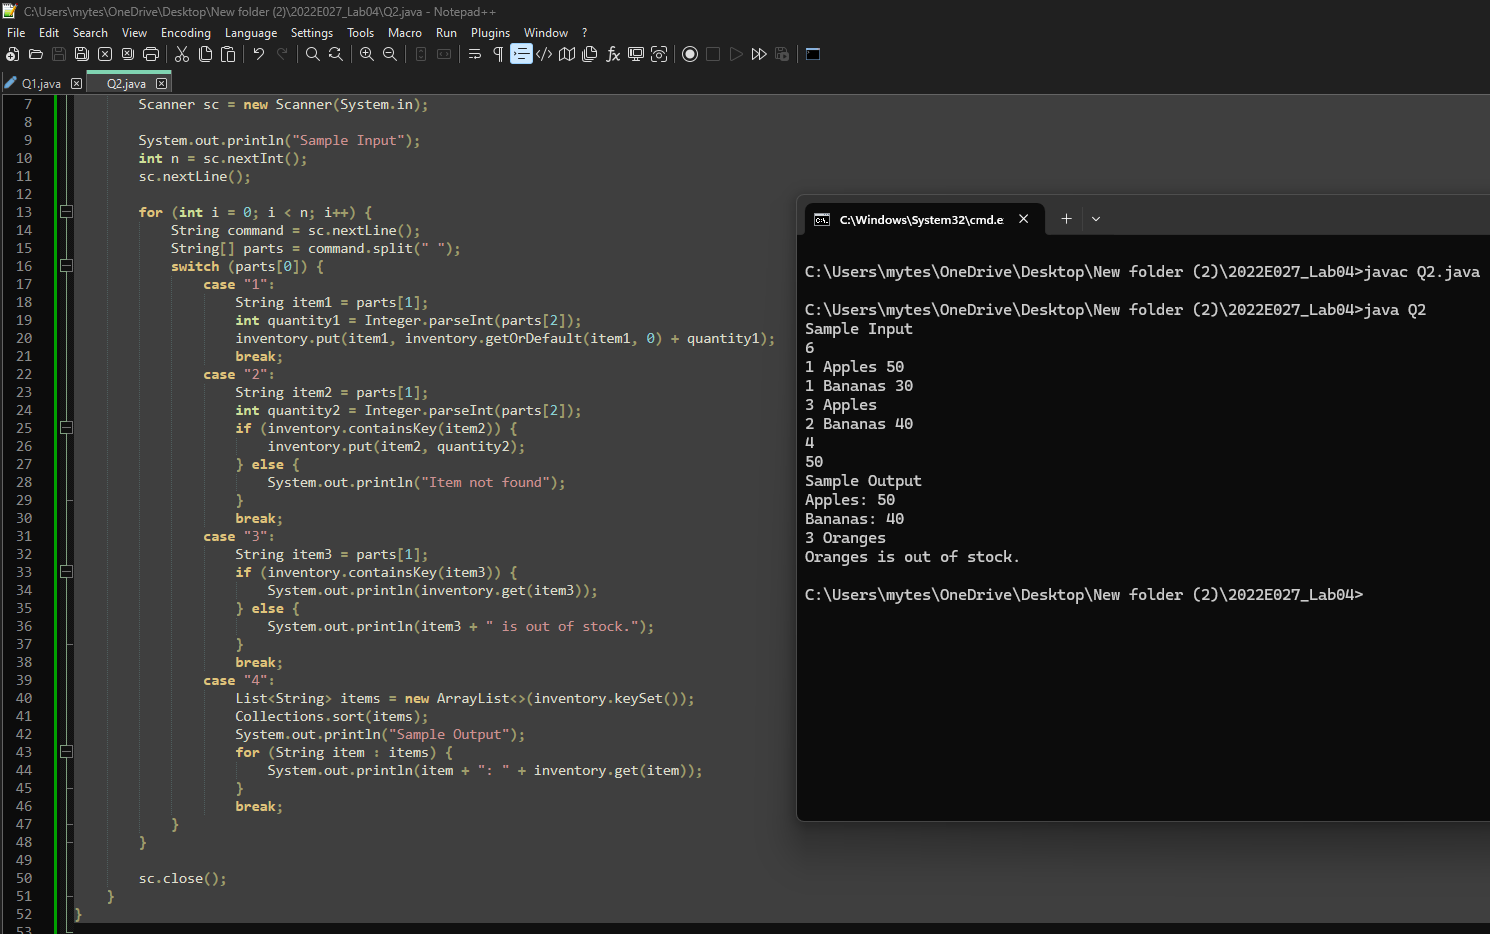 C:\Users\mytes\OneDrive\Desktop\New folder (2)\2022E027_Lab04\Q2.java - Notepad++
File Edit Search View Encoding Language Settings Tools Macro Run Plugins Window ?
Q1.java Q2.java
7 Scanner sc = new Scanner(System.in);
8
9 System.out.println("Sample Input");
10 int n = sc.nextInt();
11 sc.nextLine();
12
13 for (int i = 0; i < n; i++) {
14 String command = sc.nextLine();
15 String[] parts = command.split(" ");
16 switch (parts[0]) {
17 case "1":
18 String item1 = parts[1];
19 int quantity1 = Integer.parseInt(parts[2]);
20 inventory.put(item1, inventory.getOrDefault(item1, 0) + quantity1);
21 break;
22 case "2":
23 String item2 = parts[1];
24 int quantity2 = Integer.parseInt(parts[2]);
25 if (inventory.containsKey(item2)) {
26 inventory.put(item2, quantity2);
27 } else {
28 System.out.println("Item not found");
29 }
30 break;
31 case "3":
32 String item3 = parts[1];
33 if (inventory.containsKey(item3)) {
34 System.out.println(inventory.get(item3));
35 } else {
36 System.out.println(item3 + " is out of stock.");
37 }
38 break;
39 case "4":
40 List<String> items = new ArrayList<>(inventory.keySet());
41 Collections.sort(items);
42 System.out.println("Sample Output");
43 for (String item : items) {
44 System.out.println(item + ": " + inventory.get(item));
45 }
46 break;
47 }
48 }
49
50 sc.close();
51 }
52 }
53
C:\Windows\System32\cmd.e
C:\Users\mytes\OneDrive\Desktop\New folder (2)\2022E027_Lab04>javac Q2.java
C:\Users\mytes\OneDrive\Desktop\New folder (2)\2022E027_Lab04>java Q2
Sample Input
6
1 Apples 50
1 Bananas 30
3 Apples
2 Bananas 40
4
50
Sample Output
Apples: 50
Bananas: 40
3 Oranges
Oranges is out of stock.
C:\Users\mytes\OneDrive\Desktop\New folder (2)\2022E027_Lab04>